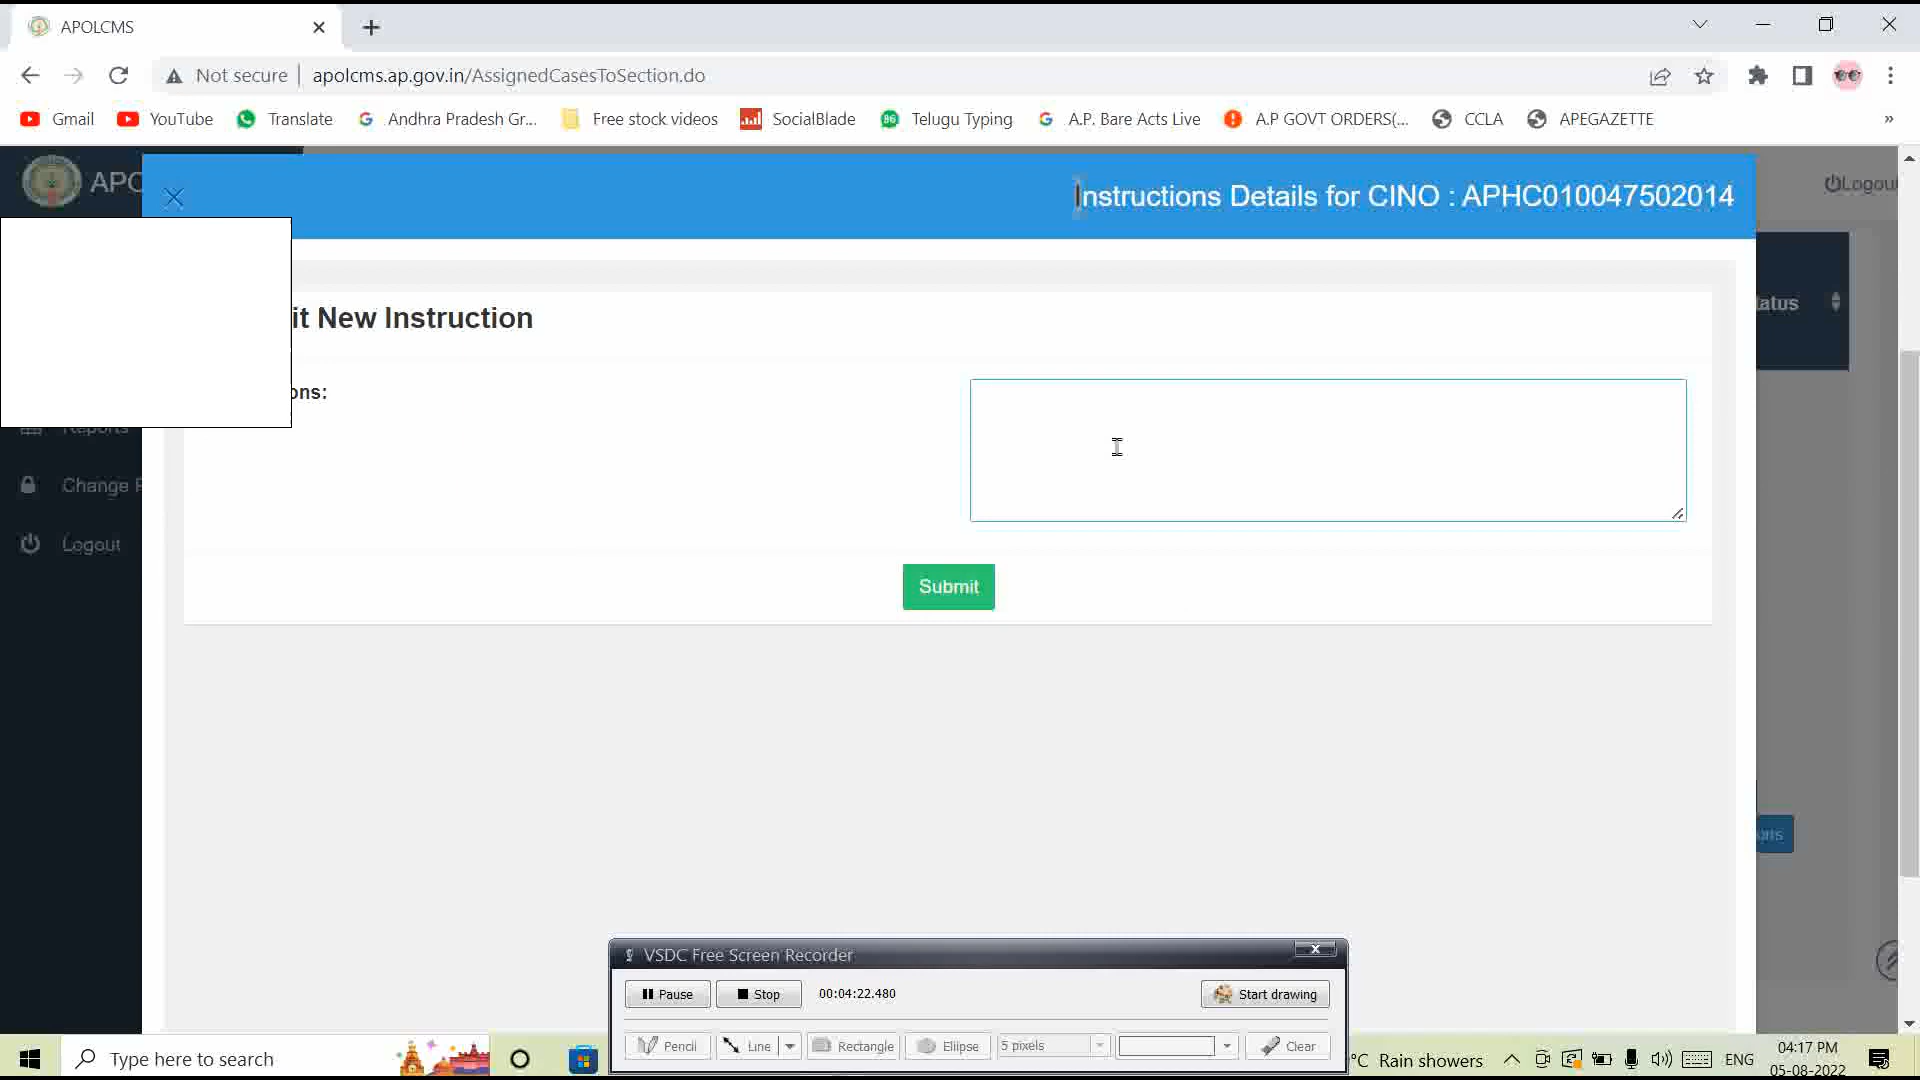 APOLCMS
Not secure apolcms.ap.gov.in/AssignedCasesToSection.do
Gmail YouTube Translate Andhra Pradesh Gr... Free stock videos SocialBlade Telugu Typing A.P. Bare Acts Live A.P GOVT ORDERS(... CCLA APEGAZETTE »
APO
Instructions Details for CINO : APHC010047502014
Logout
it New Instruction
tatus
ons:
Reports
Change P
Logout
Submit
ons
VSDC Free Screen Recorder
Pause Stop 00:04:22.480 Start drawing
Pencil Line Rectangle Ellipse 5 pixels Clear
Type here to search
°C Rain showers ENG 04:17 PM
05-08-2022